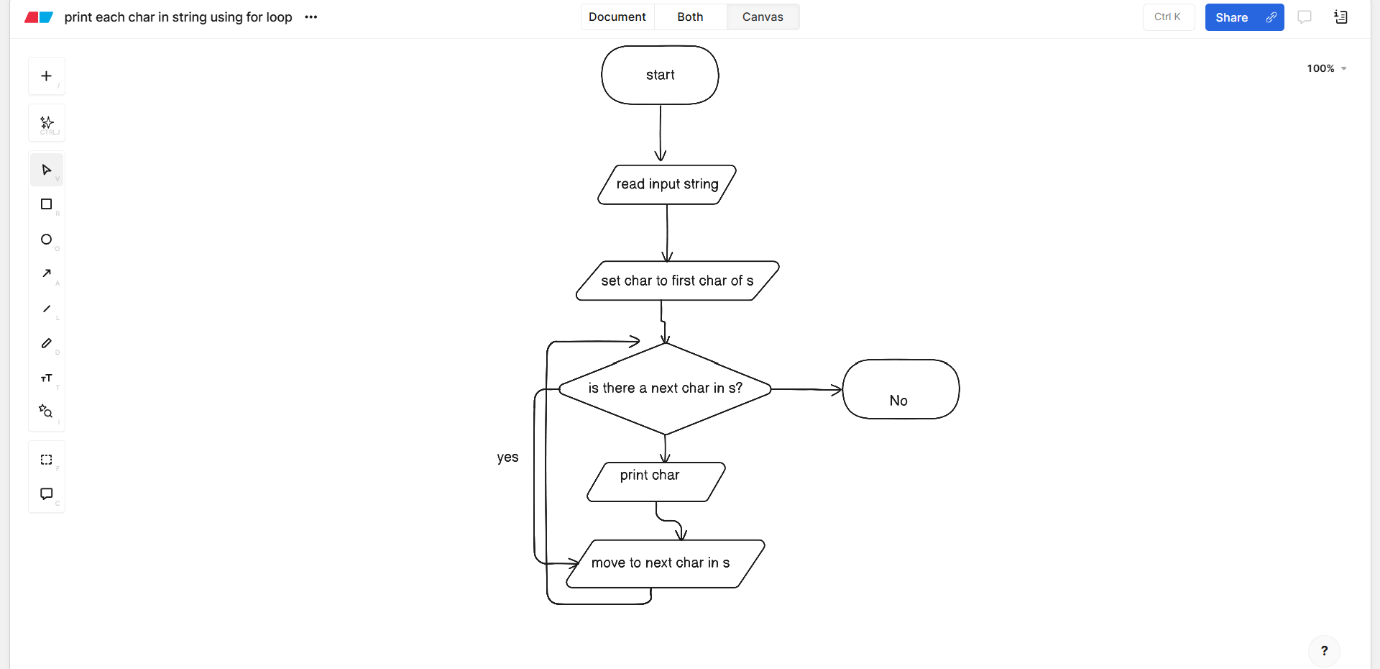 print each char in string using for loop ...
Document Both Canvas
Ctrl K
Share
100%
start
read input string
set char to first char of s
is there a next char in s?
No
yes
print char
move to next char in s
CTRL J
V
R
O
A
L
D
T
I
F
C
?